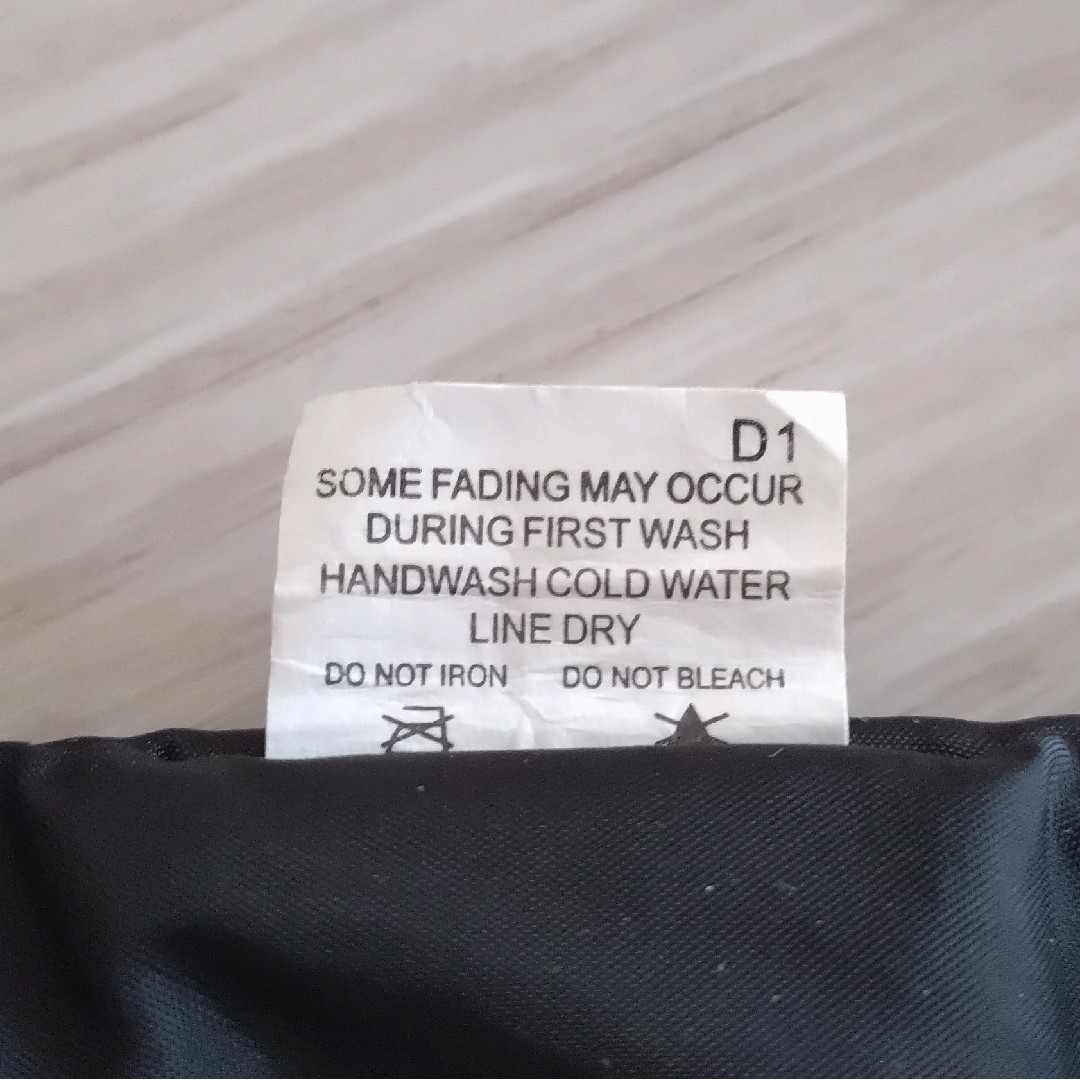 D1
SOME FADING MAY OCCUR
DURING FIRST WASH
HANDWASH COLD WATER
LINE DRY
DO NOT IRON DO NOT BLEACH